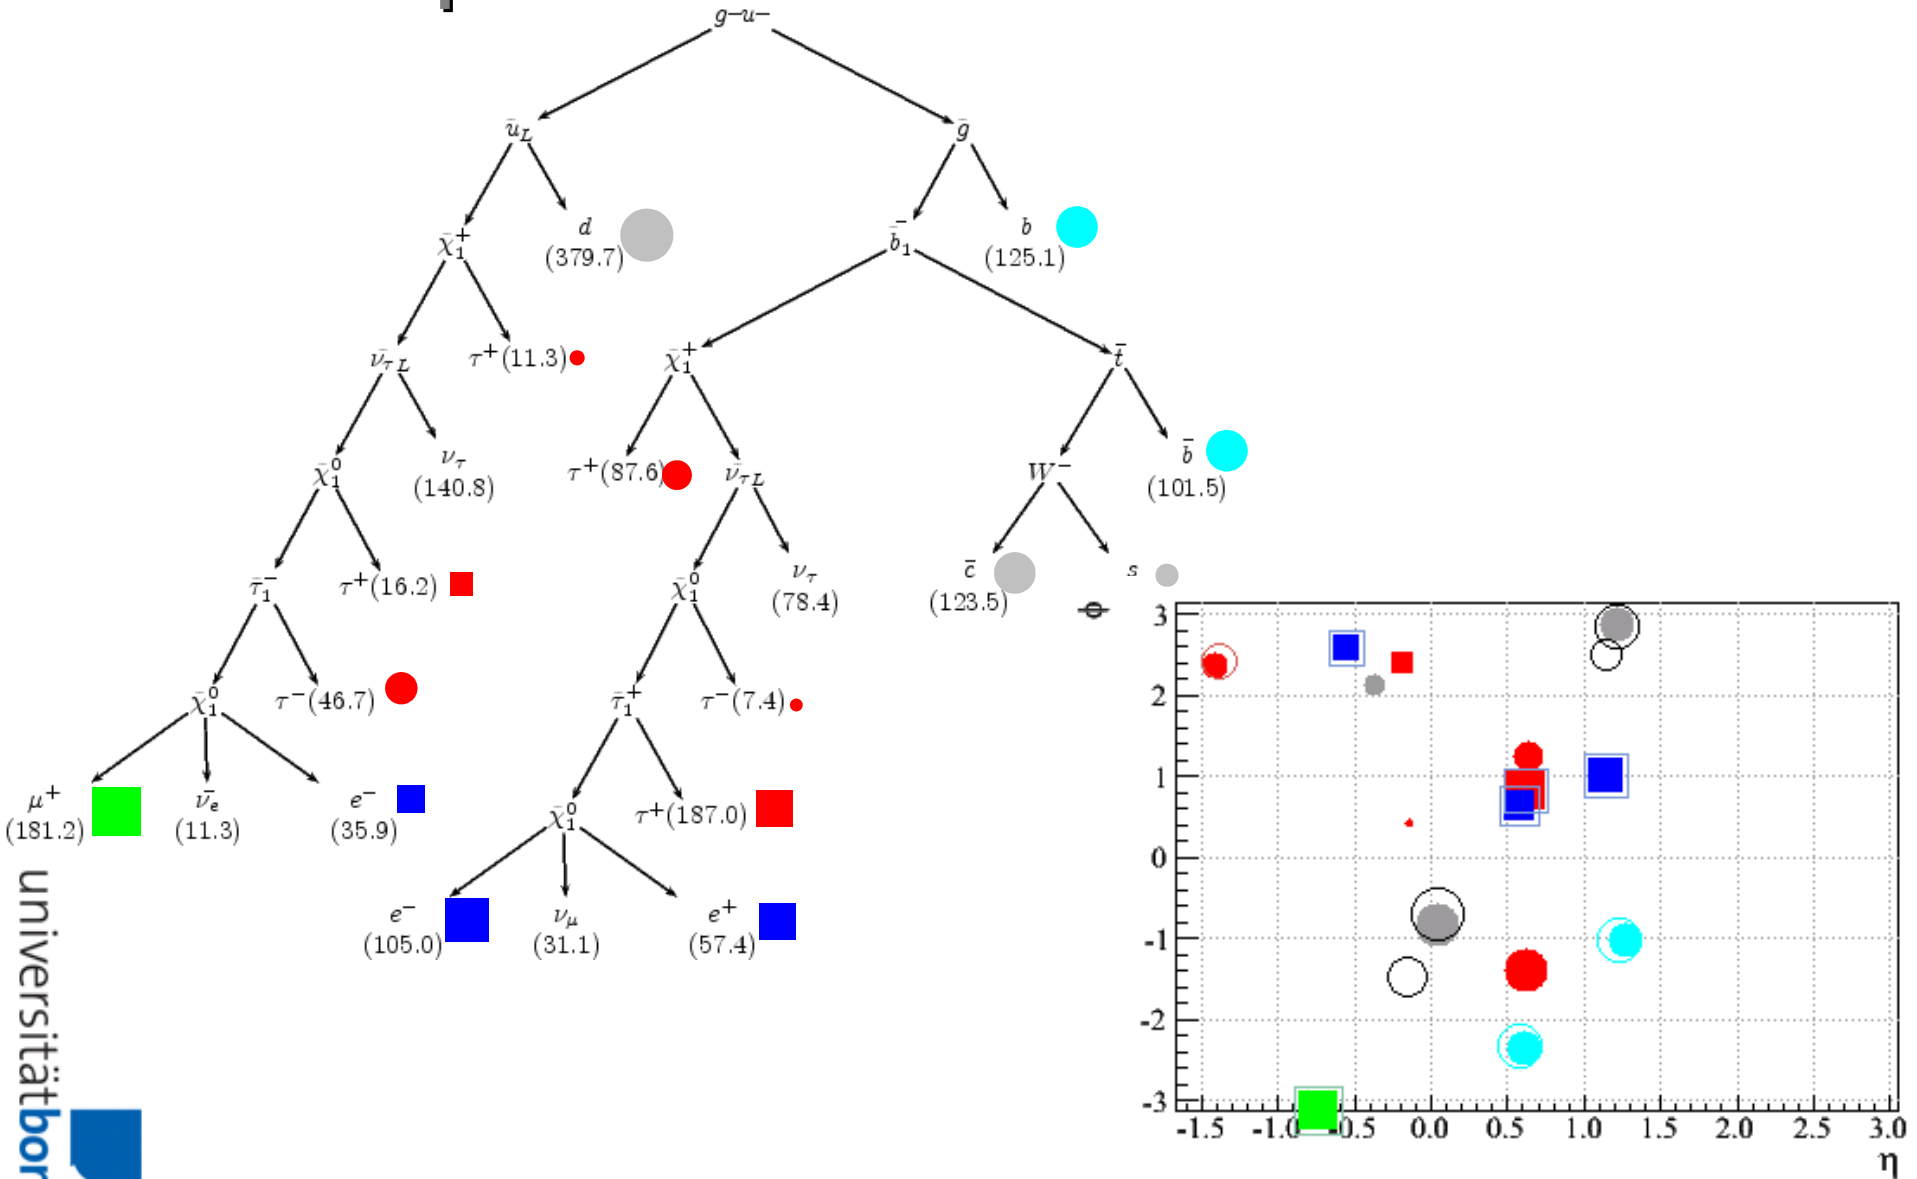 g–u–
ũ_L
g̃
d
(379.7)
b
(125.1)
χ̃₁⁺
b̃̄₁
ν̃_τL
τ⁺(11.3)
χ̃₁⁺
t̄
χ̃₁⁰
ν_τ
(140.8)
τ⁺(87.6)
ν̃_τL
W⁻
b̄
(101.5)
τ̃₁⁻
τ⁺(16.2)
χ̃₁⁰
ν_τ
(78.4)
c̄
(123.5)
s
χ̃₁⁰
τ⁻(46.7)
τ̃₁⁺
τ⁻(7.4)
μ⁺
(181.2)
ν̄_e
(11.3)
e⁻
(35.9)
χ̃₁⁰
τ⁺(187.0)
e⁻
(105.0)
ν_μ
(31.1)
e⁺
(57.4)
universitätbon
ϕ
3
2
1
0
-1
-2
-3
-1.5 -1.0 -0.5 0.0 0.5 1.0 1.5 2.0 2.5 3.0
η